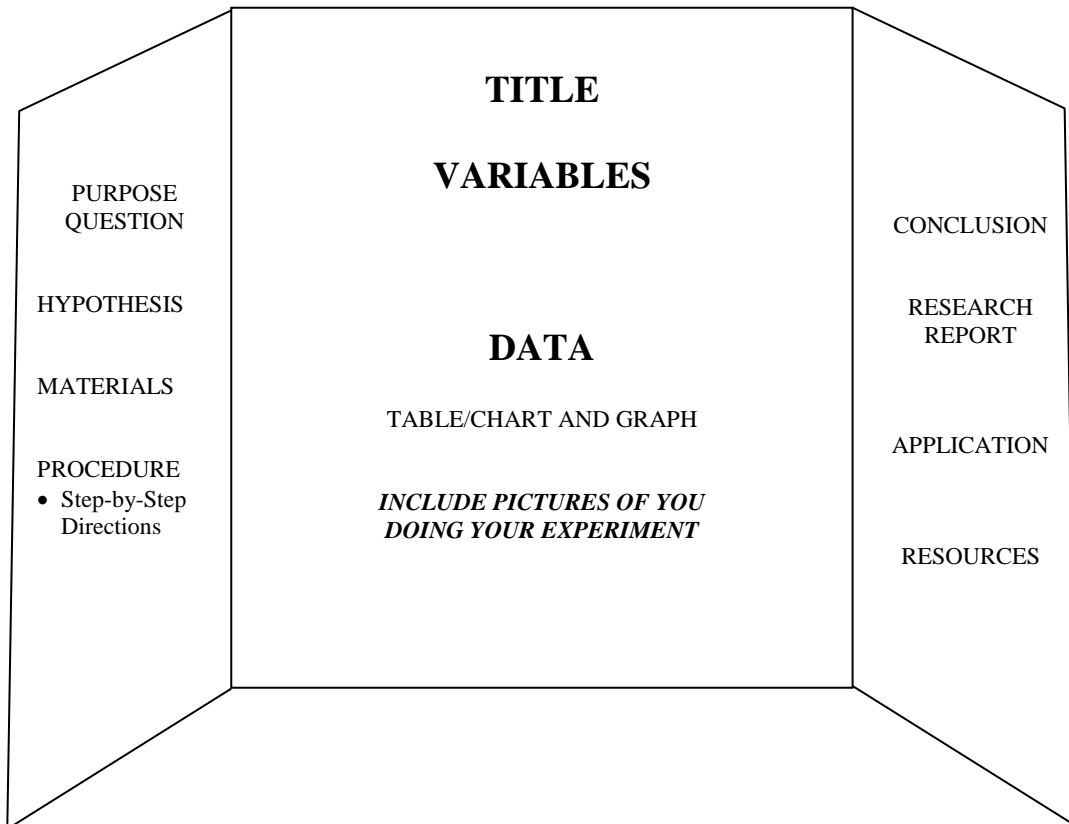 PURPOSE
QUESTION
HYPOTHESIS
MATERIALS
PROCEDURE
• Step-by-Step
Directions
TITLE
VARIABLES
DATA
TABLE/CHART AND GRAPH
INCLUDE PICTURES OF YOU
DOING YOUR EXPERIMENT
CONCLUSION
RESEARCH
REPORT
APPLICATION
RESOURCES